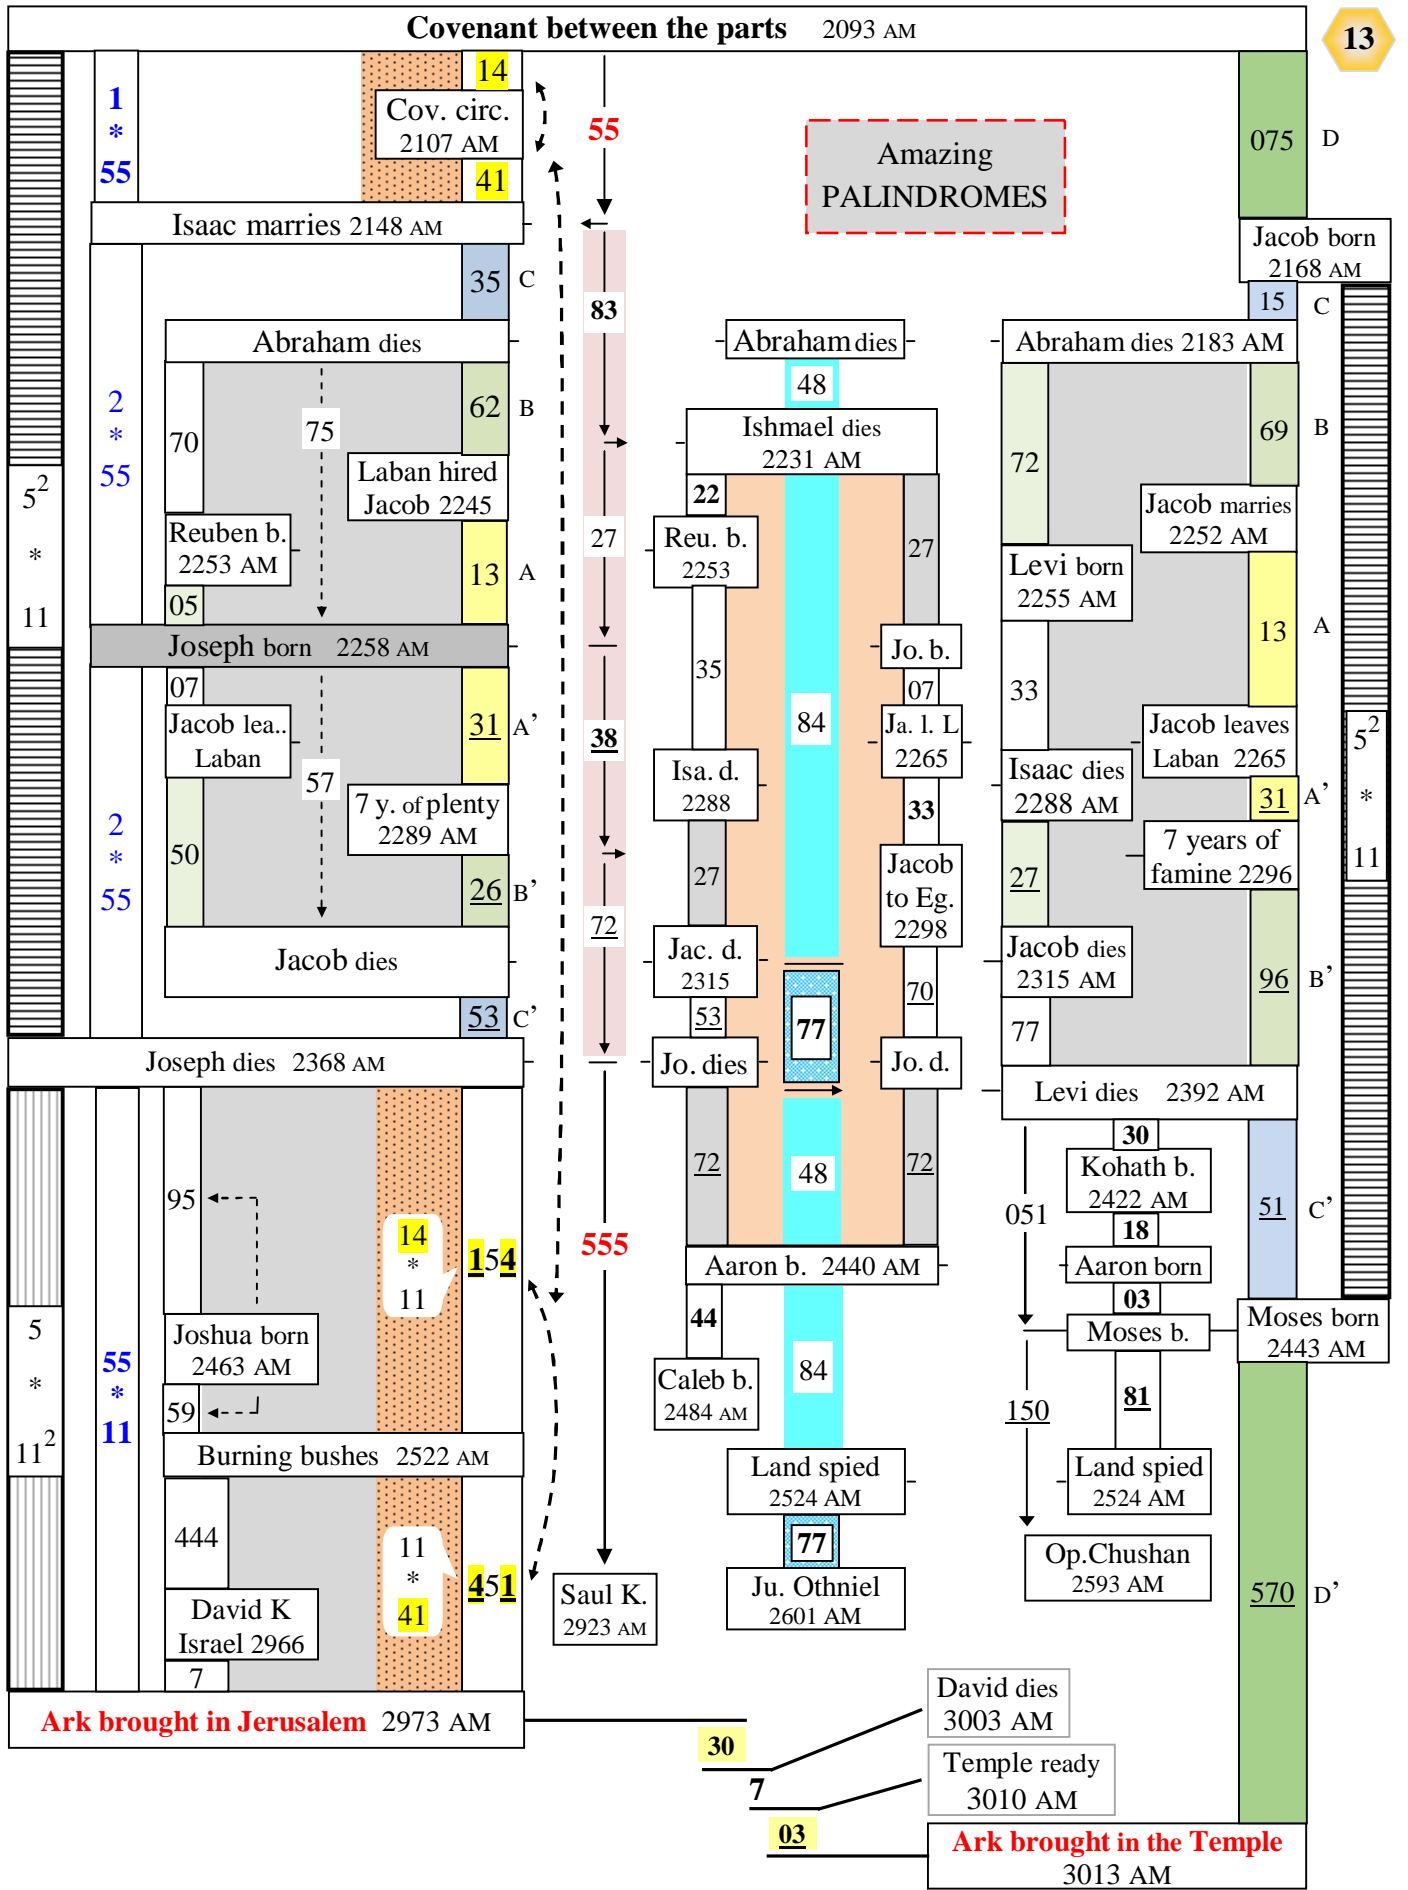 Covenant between the parts 2093 AM
13
1
*
55
14
Cov. circ.
2107 AM
41
55
Amazing
PALINDROMES
075 D
Isaac marries 2148 AM
Jacob born
2168 AM
35 C
83
15 C
Abraham dies
Abraham dies
Abraham dies 2183 AM
2
*
55
70
75
62 B
Laban hired
Jacob 2245
Reuben b.
2253 AM
13 A
05
5²
*
11
27
48
Ishmael dies
2231 AM
22
Reu. b.
2253
27
72
69 B
Jacob marries
2252 AM
Levi born
2255 AM
13 A
Joseph born 2258 AM
35
84
Jo. b.
07
Ja. l. L
2265
33
Jacob leaves
Laban 2265
07
Jacob lea..
Laban
31 A’
38
Isa. d.
2288
33
Isaac dies
2288 AM
31 A’
5²
*
11
2
*
55
57
7 y. of plenty
2289 AM
50
26 B’
72
27
Jacob
to Eg.
2298
27
7 years of
famine 2296
Jacob dies
Jac. d.
2315
70
Jacob dies
2315 AM
96 B’
53 C’
53
77
77
Joseph dies 2368 AM
Jo. dies
Jo. d.
Levi dies 2392 AM
95
14
*
11
154
555
72
48
72
30
Kohath b.
2422 AM
051
18
51 C’
Aaron b. 2440 AM
Aaron born
03
Moses b.
Moses born
2443 AM
5
*
11²
55
*
11
Joshua born
2463 AM
59
44
Caleb b.
2484 AM
84
150
81
Burning bushes 2522 AM
Land spied
2524 AM
Land spied
2524 AM
444
11
*
41
451
77
Ju. Othniel
2601 AM
Op.Chushan
2593 AM
570 D’
David K
Israel 2966
7
Saul K.
2923 AM
Ark brought in Jerusalem 2973 AM
30
David dies
3003 AM
7
Temple ready
3010 AM
03
Ark brought in the Temple
3013 AM